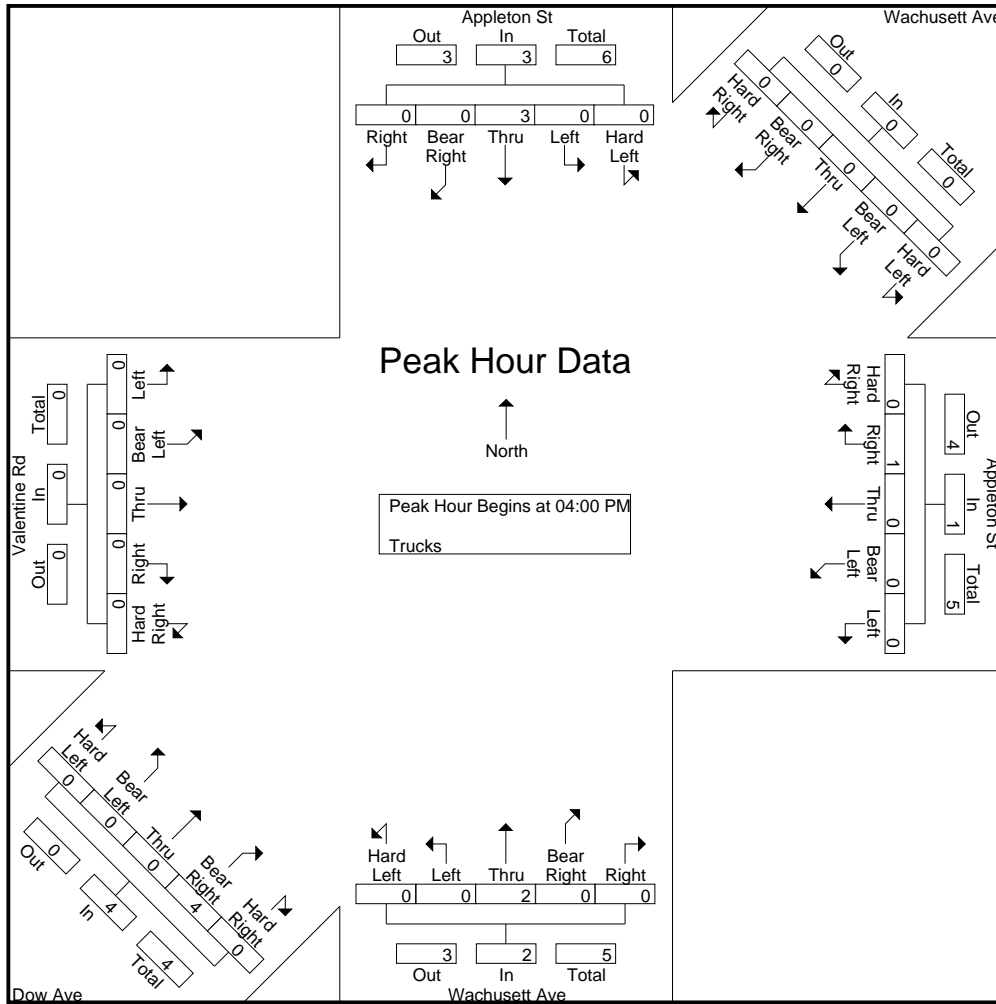 Appleton St
Out In Total
3 3 6
0 0 3 0 0
Right Bear Right Thru Left Hard Left
Wachusett Ave
Out In Total
0 0 0
0 0 0 0 0
Hard Right Bear Right Thru Bear Left Hard Left
Valentine Rd
Total In Out
0 0 0
0 0 0 0 0
Left Bear Left Thru Right Hard Right
Peak Hour Data
North
Peak Hour Begins at 04:00 PM
Trucks
Appleton St
Out In Total
4 1 5
0 1 0 0 0
Hard Right Right Thru Bear Left Left
Dow Ave
Hard Left Bear Left Thru Bear Right Hard Right
0 0 0 4 0
Out In Total
0 4 4
Hard Left Left Thru Bear Right Right
0 0 2 0 0
3 2 5
Out In Total
Wachusett Ave